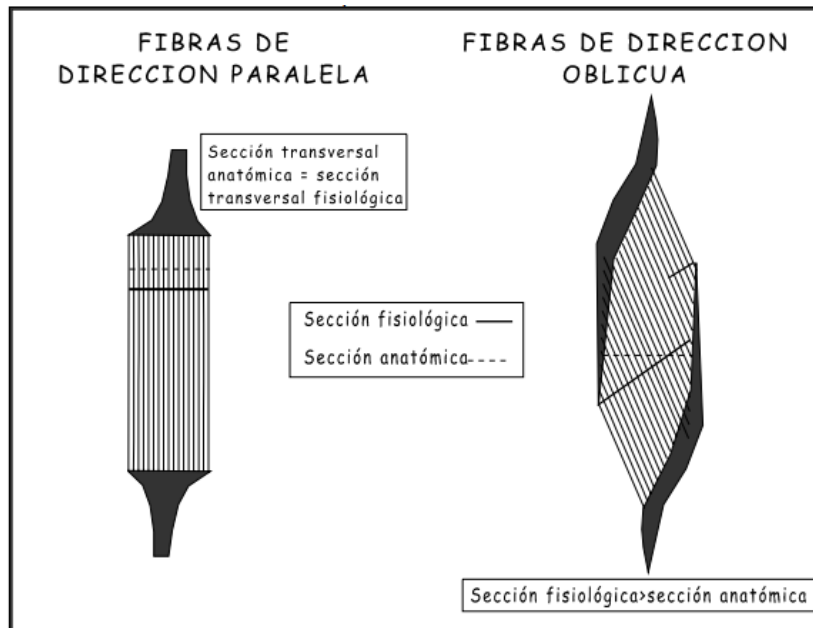 FIBRAS DE
DIRECCION PARALELA
FIBRAS DE DIRECCION
OBLICUA
Sección transversal
anatómica = sección
transversal fisiológica
Sección fisiológica
Sección anatómica
Sección fisiológica>sección anatómica